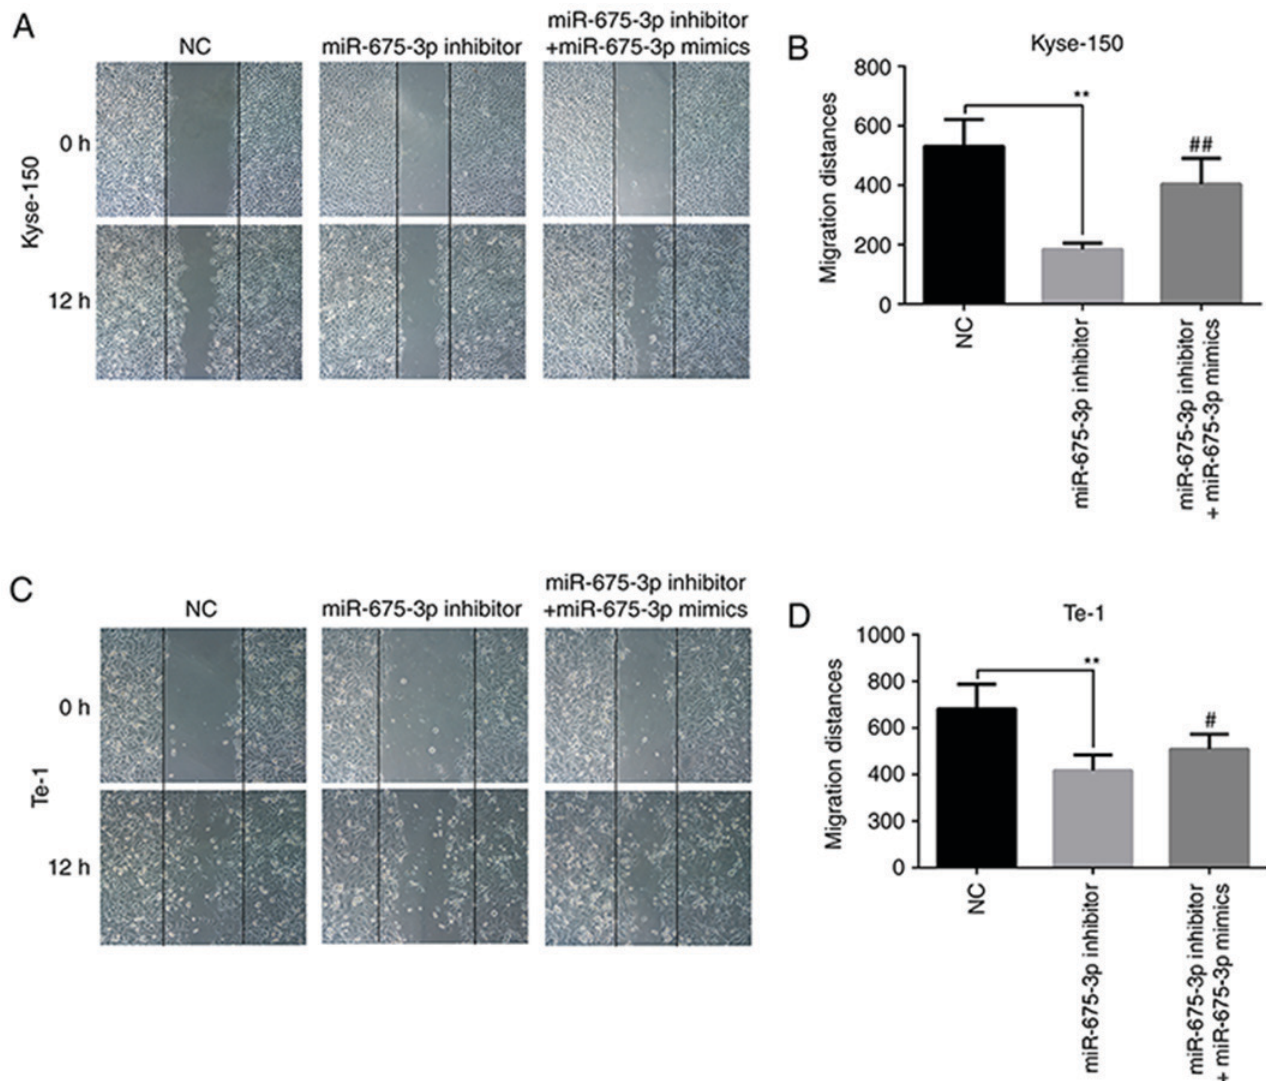 A
NC
miR-675-3p inhibitor
miR-675-3p inhibitor
+miR-675-3p mimics
Kyse-150
0 h
12 h
B
Kyse-150
Migration distances
800
600
400
200
0
**
##
NC
miR-675-3p inhibitor
miR-675-3p inhibitor
+ miR-675-3p mimics
C
NC
miR-675-3p inhibitor
miR-675-3p inhibitor
+miR-675-3p mimics
Te-1
0 h
12 h
D
Te-1
Migration distances
1000
800
600
400
300
0
**
#
NC
miR-675-3p inhibitor
miR-675-3p inhibitor
+ miR-675-3p mimics